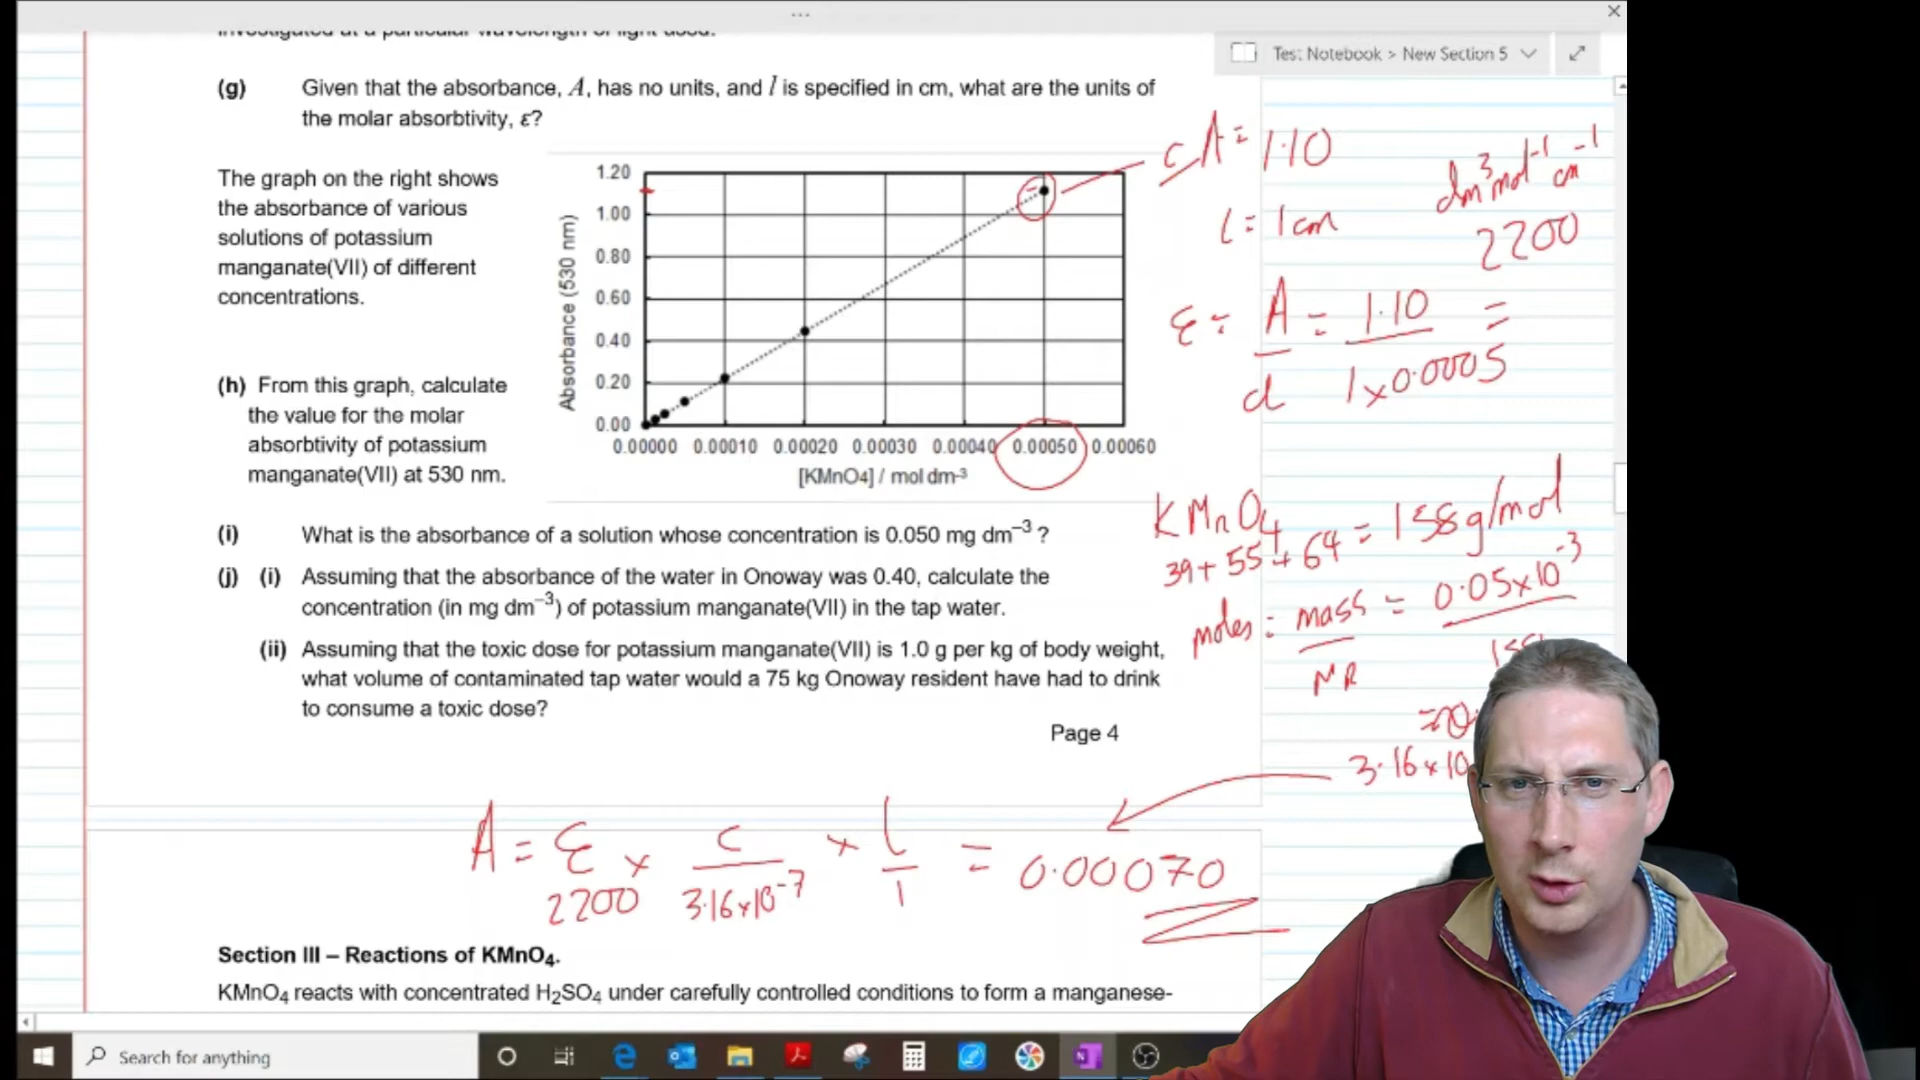 Test Notebook > New Section 5
(g) Given that the absorbance, A, has no units, and l is specified in cm, what are the units of
the molar absorbtivity, ε?
The graph on the right shows
the absorbance of various
solutions of potassium
manganate(VII) of different
concentrations.
(h) From this graph, calculate
the value for the molar
absorbtivity of potassium
manganate(VII) at 530 nm.
Absorbance (530 nm)
1.20
1.00
0.80
0.60
0.40
0.20
0.00
0.00000 0.00010 0.00020 0.00030 0.00040 0.00050 0.00060
[KMnO4] / mol dm-3
A = 1.10
l = 1cm
dm³ mol⁻¹ cm⁻¹
2200
ε = A = 1.10 =
cl 1x0.0005
(i) What is the absorbance of a solution whose concentration is 0.050 mg dm⁻³ ?
(j) (i) Assuming that the absorbance of the water in Onoway was 0.40, calculate the
concentration (in mg dm⁻³) of potassium manganate(VII) in the tap water.
(ii) Assuming that the toxic dose for potassium manganate(VII) is 1.0 g per kg of body weight,
what volume of contaminated tap water would a 75 kg Onoway resident have had to drink
to consume a toxic dose?
Page 4
KMnO₄
39 + 55 + 64 = 158g/mol
moles = mass = 0.05x10⁻³
MR
3.16x10
A = ε x c x l = 0.00070
2200 3.16x10⁻⁷ 1
Section III – Reactions of KMnO₄.
KMnO₄ reacts with concentrated H₂SO₄ under carefully controlled conditions to form a manganese-
Search for anything